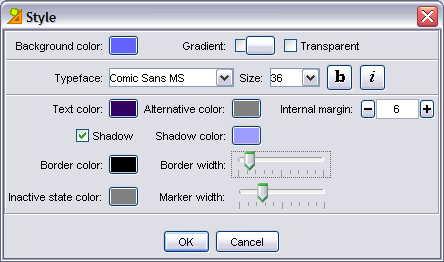 Style
Background color: Gradient: Transparent
Typeface: Comic Sans MS Size: 36 b i
Text color: Alternative color: Internal margin: 6
Shadow Shadow color:
Border color: Border width:
Inactive state color: Marker width:
OK Cancel